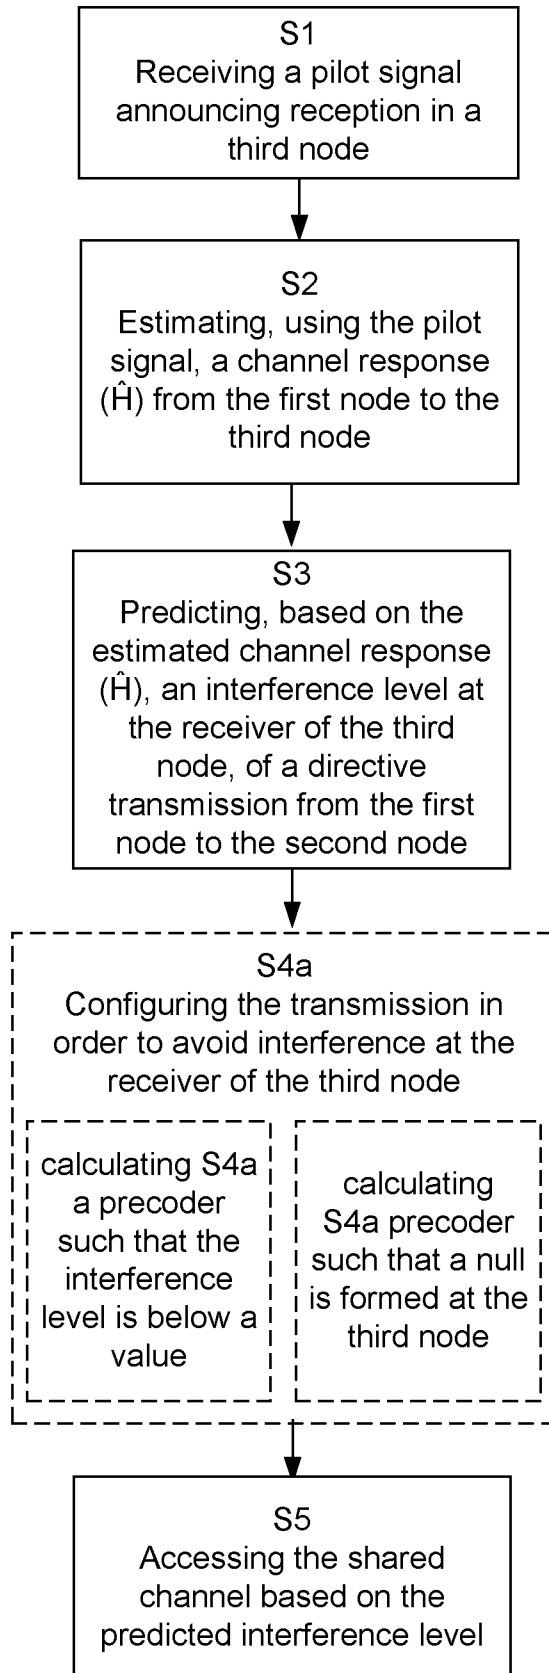 S1
Receiving a pilot signal
announcing reception in a
third node
S2
Estimating, using the pilot
signal, a channel response
(Ĥ) from the first node to the
third node
S3
Predicting, based on the
estimated channel response
(Ĥ), an interference level at
the receiver of the third
node, of a directive
transmission from the first
node to the second node
S4a
Configuring the transmission in
order to avoid interference at the
receiver of the third node
calculating S4a
a precoder
such that the
interference
level is below a
value
calculating
S4a precoder
such that a null
is formed at the
third node
S5
Accessing the shared
channel based on the
predicted interference level